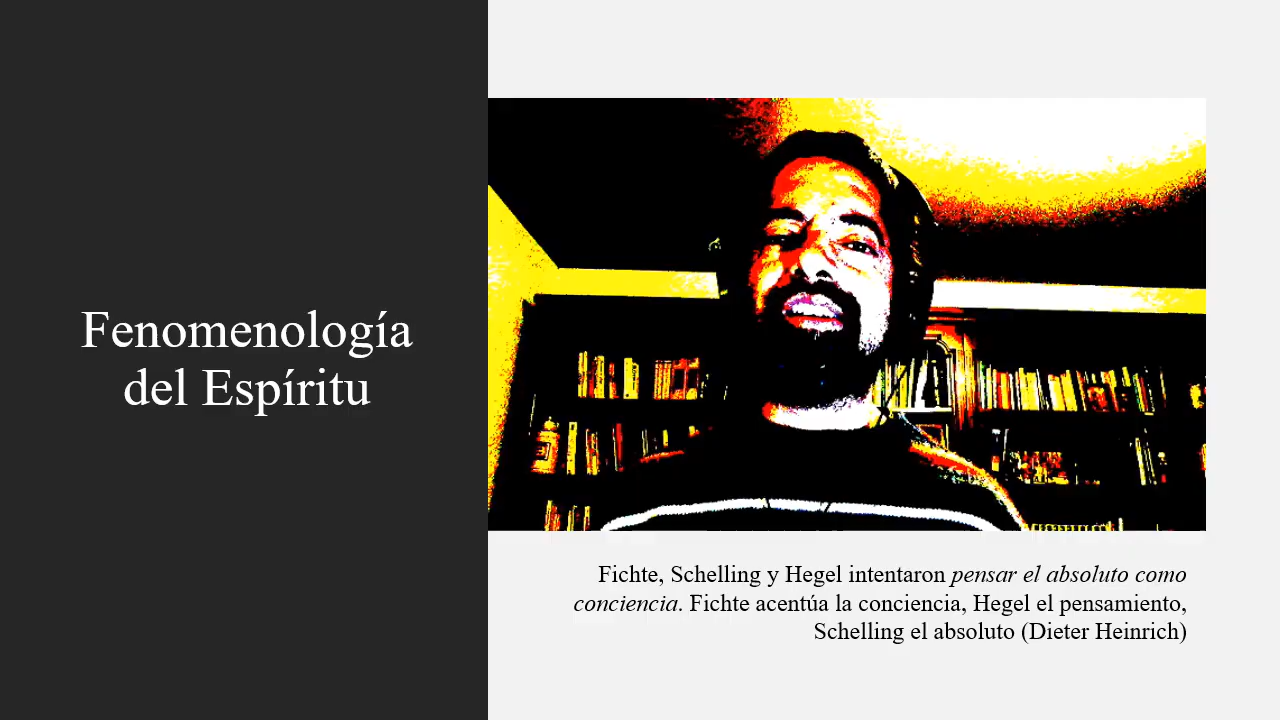 Fenomenología
del Espíritu
Fichte, Schelling y Hegel intentaron pensar el absoluto como
conciencia. Fichte acentúa la conciencia, Hegel el pensamiento,
Schelling el absoluto (Dieter Heinrich)